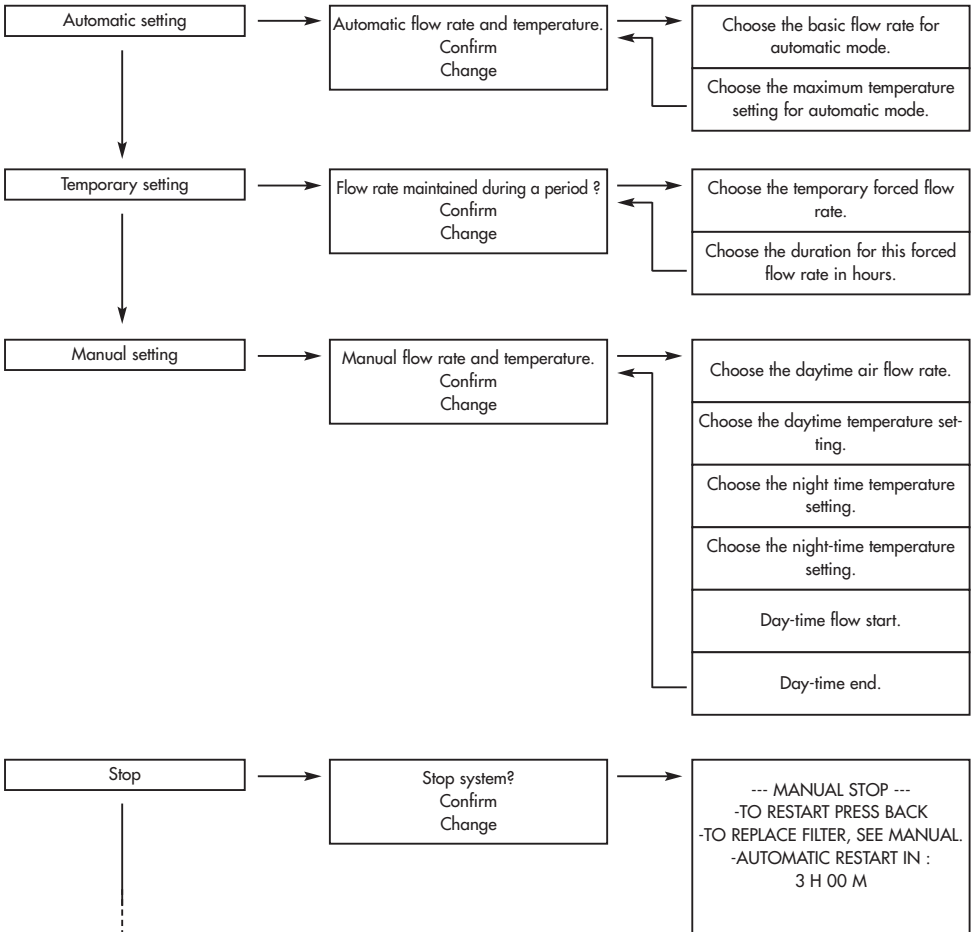 Automatic setting
Automatic flow rate and temperature.
Confirm
Change
Choose the basic flow rate for
automatic mode.
Choose the maximum temperature
setting for automatic mode.
Temporary setting
Flow rate maintained during a period ?
Confirm
Change
Choose the temporary forced flow
rate.
Choose the duration for this forced
flow rate in hours.
Manual setting
Manual flow rate and temperature.
Confirm
Change
Choose the daytime air flow rate.
Choose the daytime temperature set-
ting.
Choose the night time temperature
setting.
Choose the night-time temperature
setting.
Day-time flow start.
Day-time end.
Stop
Stop system?
Confirm
Change
--- MANUAL STOP ---
-TO RESTART PRESS BACK
-TO REPLACE FILTER, SEE MANUAL.
-AUTOMATIC RESTART IN :
3 H 00 M